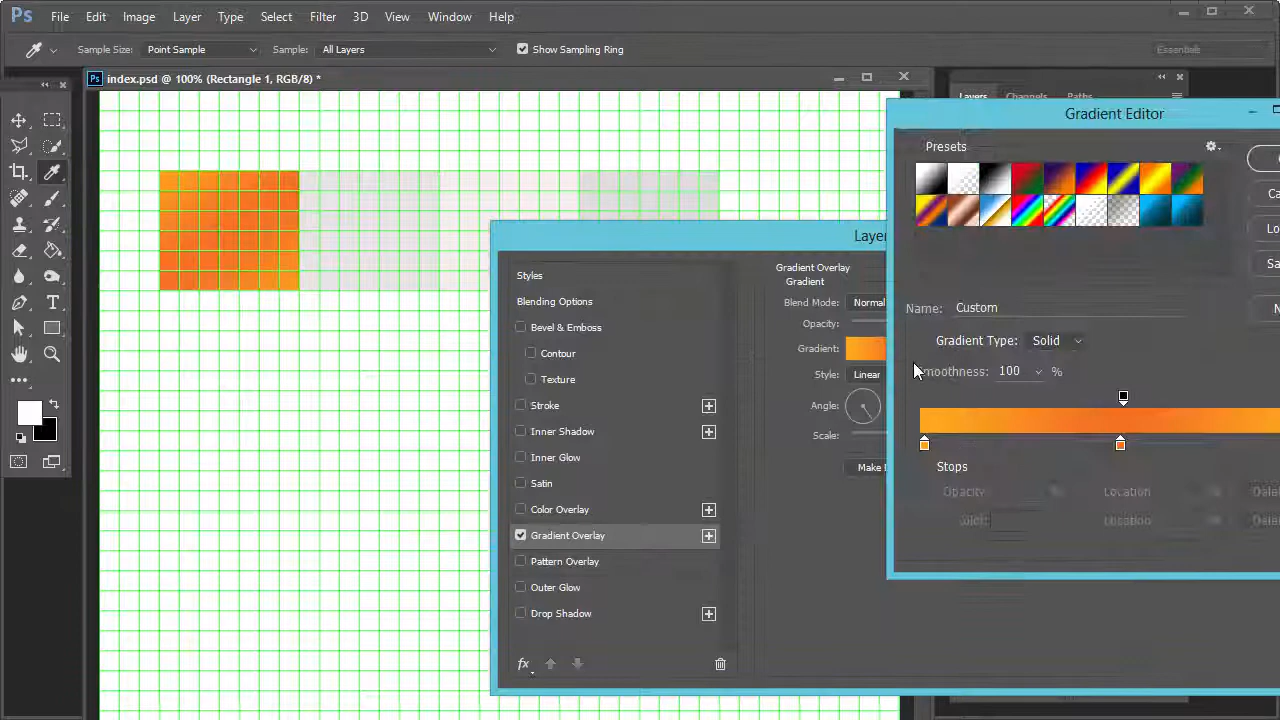 Ps File Edit Image Layer Type Select Filter 3D View Window Help
Sample Size: Point Sample Sample: All Layers Show Sampling Ring Essentials
Ps index.psd @ 100% (Rectangle 1, RGB/8) *
Layers Channels Paths
Gradient Editor
Presets
Name: Custom
Gradient Type: Solid
Smoothness: 100 %
Stops
Opacity: % Location
Color: Location
Styles
Blending Options
Bevel & Emboss
Contour
Texture
Stroke
Inner Shadow
Inner Glow
Satin
Color Overlay
Gradient Overlay
Pattern Overlay
Outer Glow
Drop Shadow
fx
Gradient Overlay
Gradient
Blend Mode: Normal
Opacity:
Gradient:
Style: Linear
Angle:
Scale:
Make